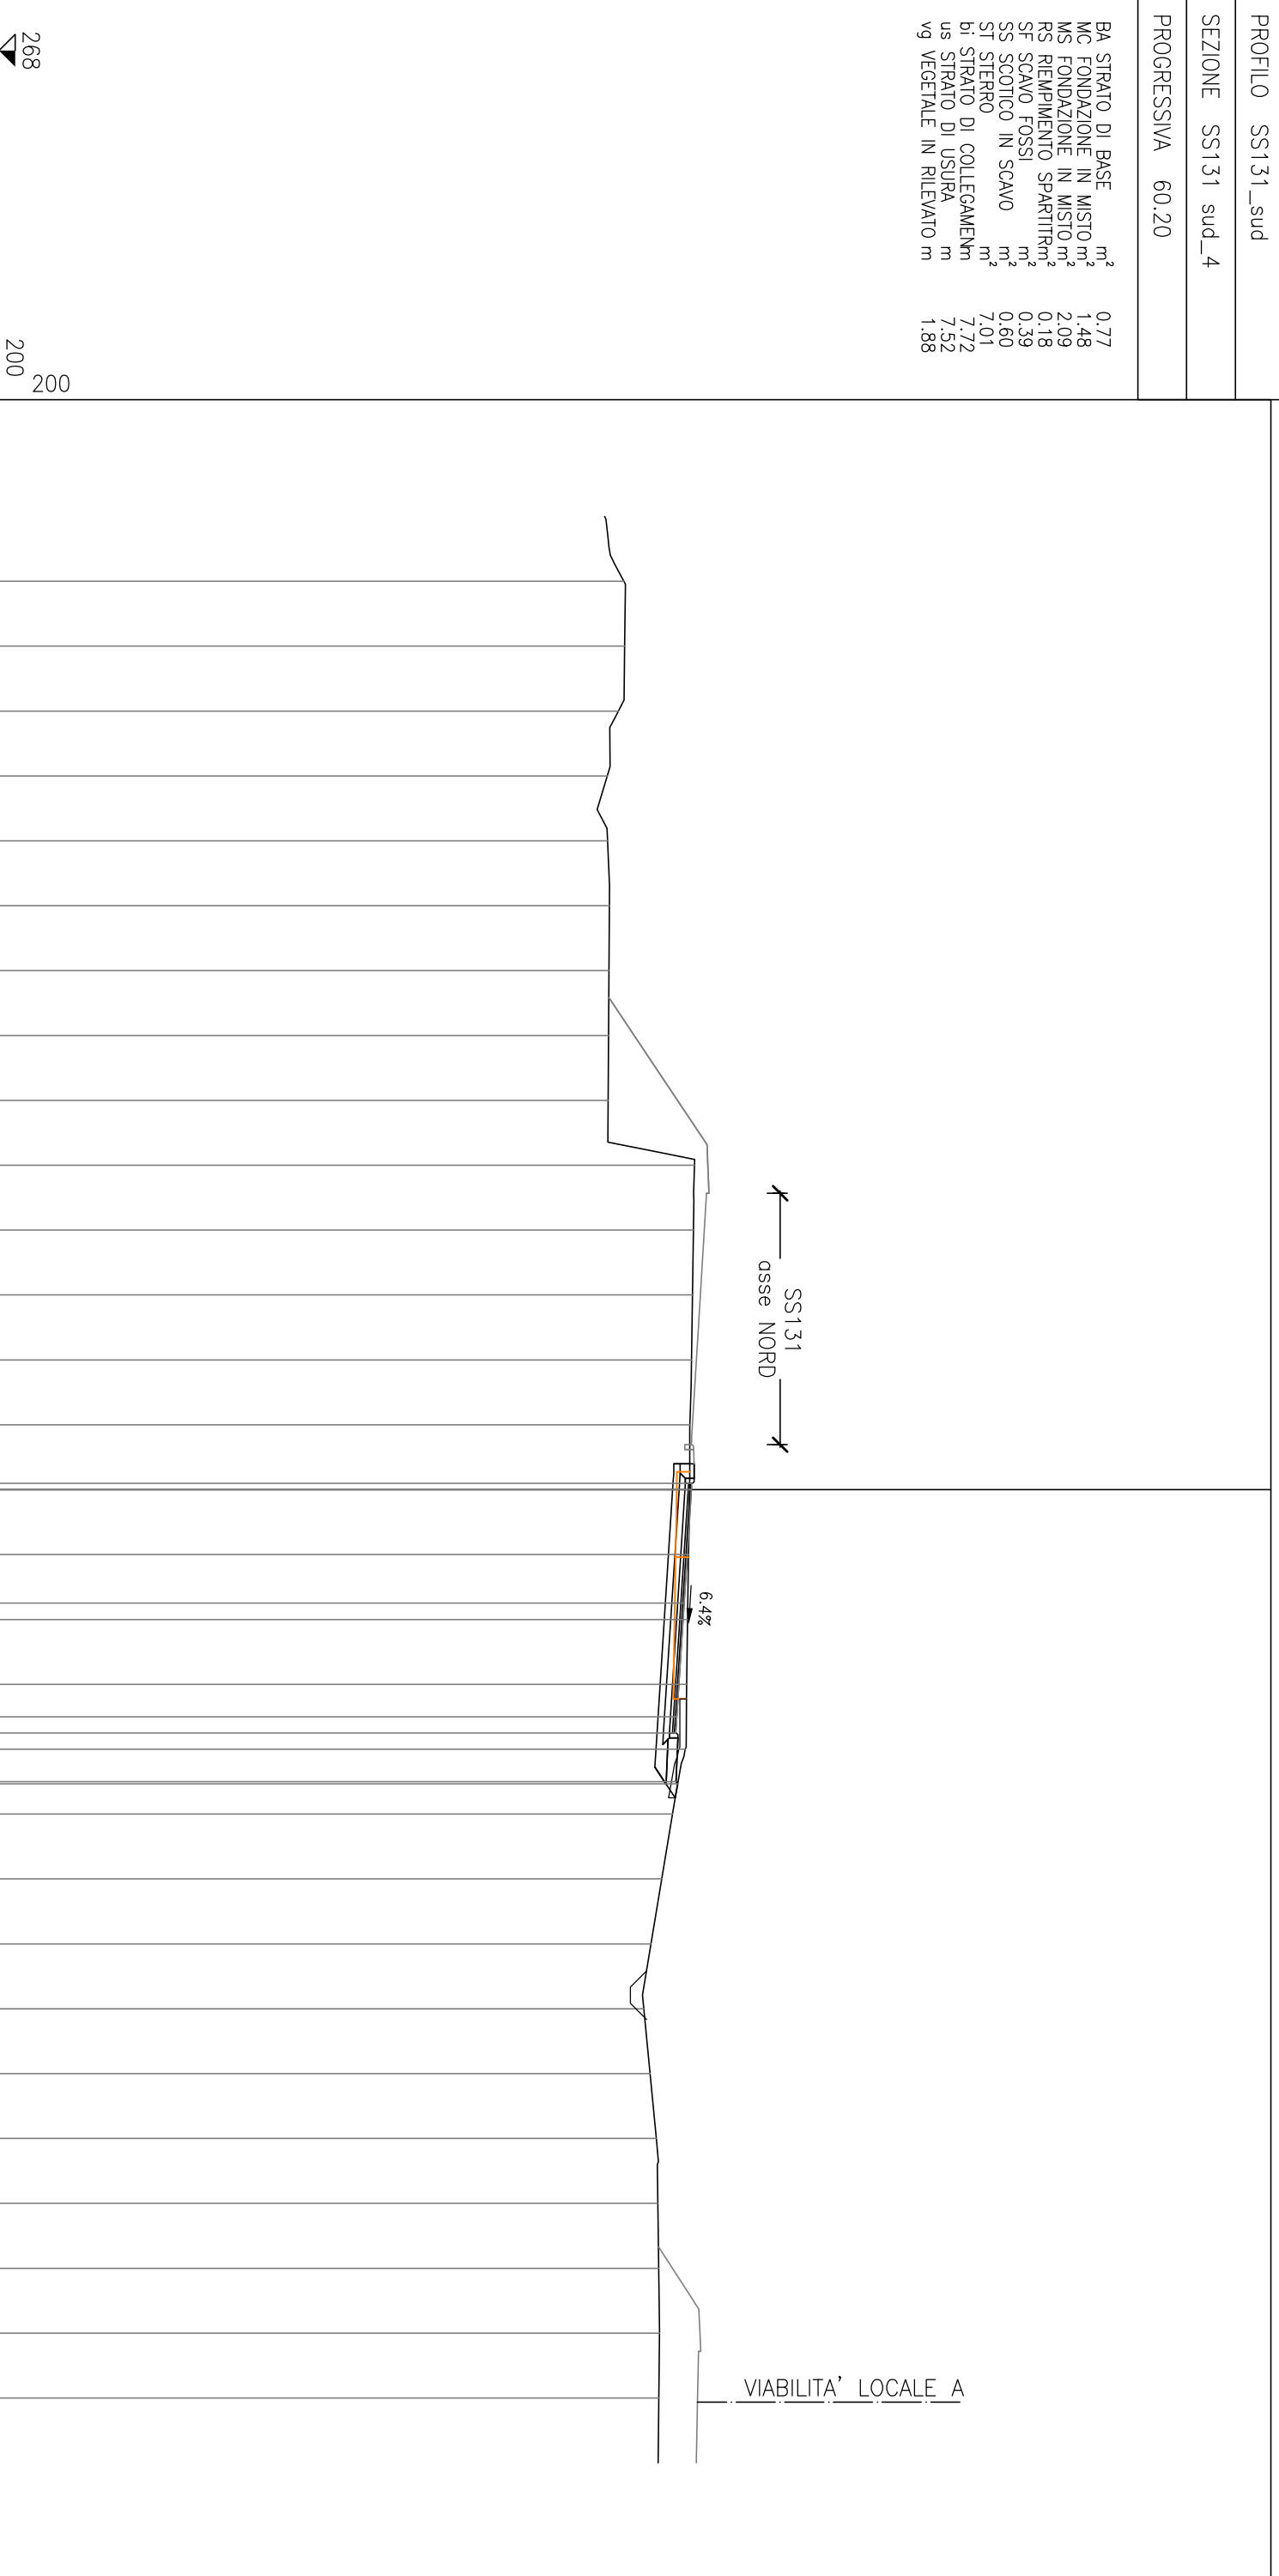 PROFILO SS131_sud
SEZIONE SS131 sud_4
PROGRESSIVA 60.20
BA STRATO DI BASE m² 0.77
MC FONDAZIONE IN MISTO m² 1.48
MS FONDAZIONE IN MISTO m² 2.09
RS RIEMPIMENTO SPARTITR m² 0.18
SF SCAVO FOSSI m² 0.39
SS SCOTICO IN SCAVO m² 0.60
ST STERRO m² 7.01
bi STRATO DI COLLEGAMEN m 7.72
us STRATO DI USURA m 7.52
vg VEGETALE IN RILEVATO m 1.88
SS131
asse NORD
6.4%
VIABILITA' LOCALE A
268
200
200